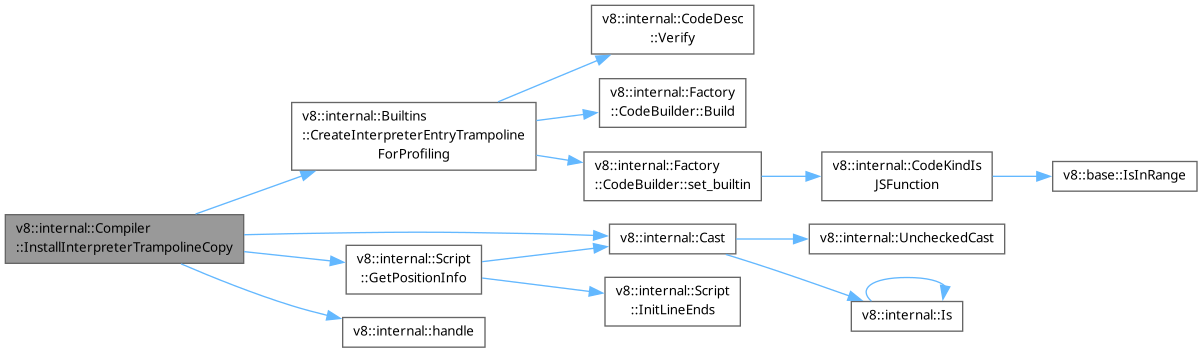 v8::internal::CodeDesc
::Verify
v8::internal::Factory
::CodeBuilder::Build
v8::internal::Builtins
::CreateInterpreterEntryTrampoline
ForProfiling
v8::internal::Factory
::CodeBuilder::set_builtin
v8::internal::CodeKindIs
JSFunction
v8::base::IsInRange
v8::internal::Compiler
::InstallInterpreterTrampolineCopy
v8::internal::Cast
v8::internal::UncheckedCast
v8::internal::Script
::GetPositionInfo
v8::internal::Script
::InitLineEnds
v8::internal::Is
v8::internal::handle